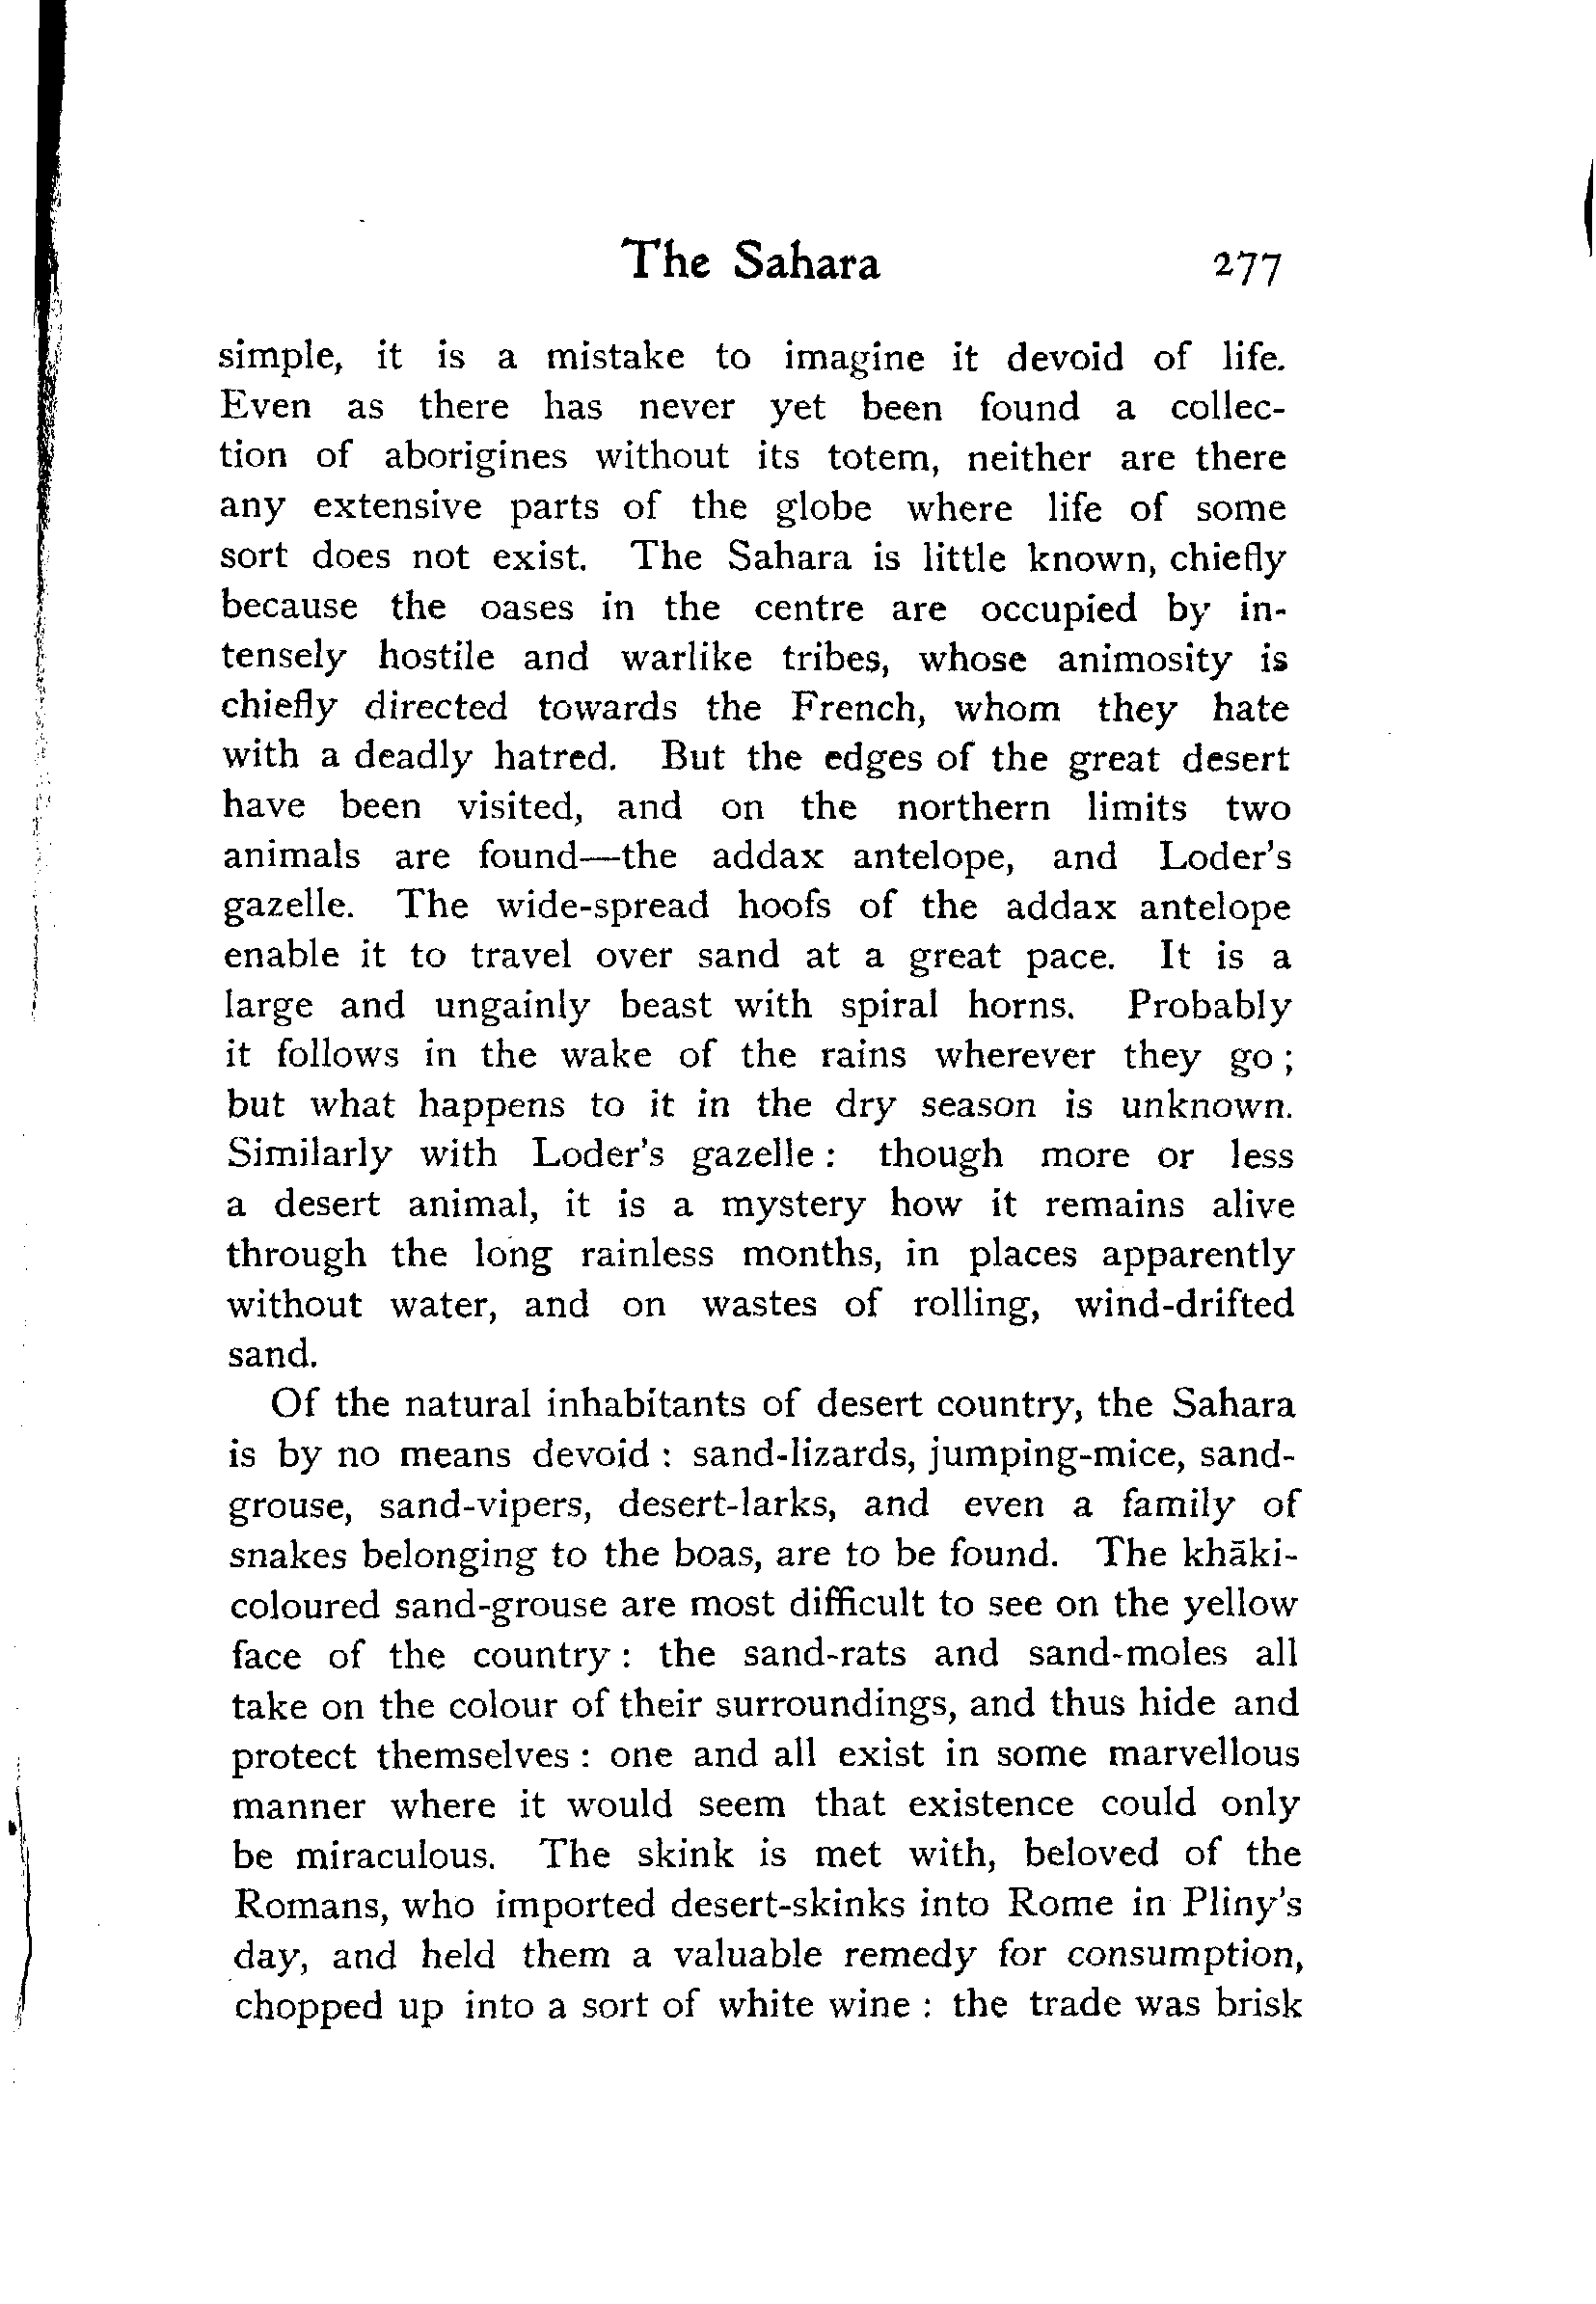 The Sahara 277
simple, it is a mistake to imagine it devoid of life.
Even as there has never yet been found a collec-
tion of aborigines without its totem, neither are there
any extensive parts of the globe where life of some
sort does not exist. The Sahara is little known, chiefly
because the oases in the centre are occupied by in-
tensely hostile and warlike tribes, whose animosity is
chiefly directed towards the French, whom they hate
with a deadly hatred. But the edges of the great desert
have been visited, and on the northern limits two
animals are found—the addax antelope, and Loder's
gazelle. The wide-spread hoofs of the addax antelope
enable it to travel over sand at a great pace. It is a
large and ungainly beast with spiral horns. Probably
it follows in the wake of the rains wherever they go;
but what happens to it in the dry season is unknown.
Similarly with Loder's gazelle: though more or less
a desert animal, it is a mystery how it remains alive
through the long rainless months, in places apparently
without water, and on wastes of rolling, wind-drifted
sand.
Of the natural inhabitants of desert country, the Sahara
is by no means devoid: sand-lizards, jumping-mice, sand-
grouse, sand-vipers, desert-larks, and even a family of
snakes belonging to the boas, are to be found. The khāki-
coloured sand-grouse are most difficult to see on the yellow
face of the country: the sand-rats and sand-moles all
take on the colour of their surroundings, and thus hide and
protect themselves: one and all exist in some marvellous
manner where it would seem that existence could only
be miraculous. The skink is met with, beloved of the
Romans, who imported desert-skinks into Rome in Pliny's
day, and held them a valuable remedy for consumption,
chopped up into a sort of white wine: the trade was brisk